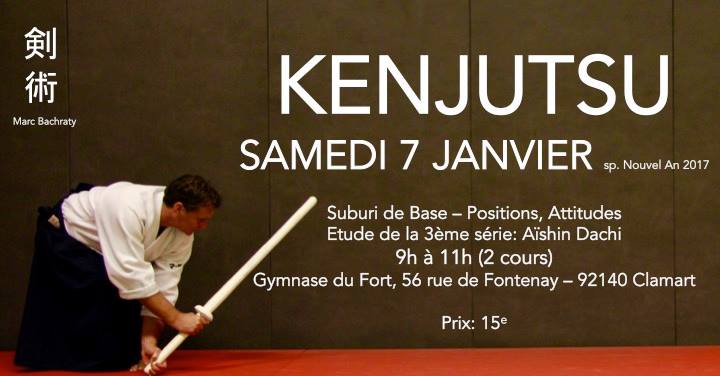 剣
術
Marc Bachraty
KENJUTSU
SAMEDI 7 JANVIER sp. Nouvel An 2017
Suburi de Base – Positions, Attitudes
Etude de la 3ème série: Aïshin Dachi
9h à 11h (2 cours)
Gymnase du Fort, 56 rue de Fontenay – 92140 Clamart
Prix: 15e